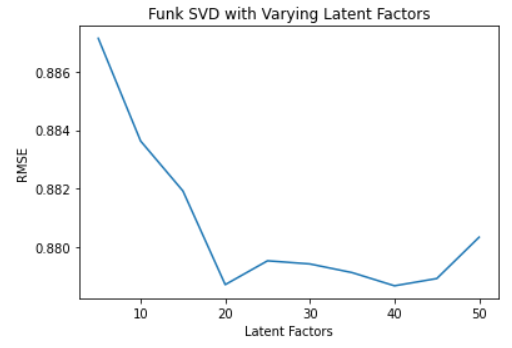 Funk SVD with Varying Latent Factors
0.886
0.884
0.882
0.880
RMSE
10 20 30 40 50
Latent Factors